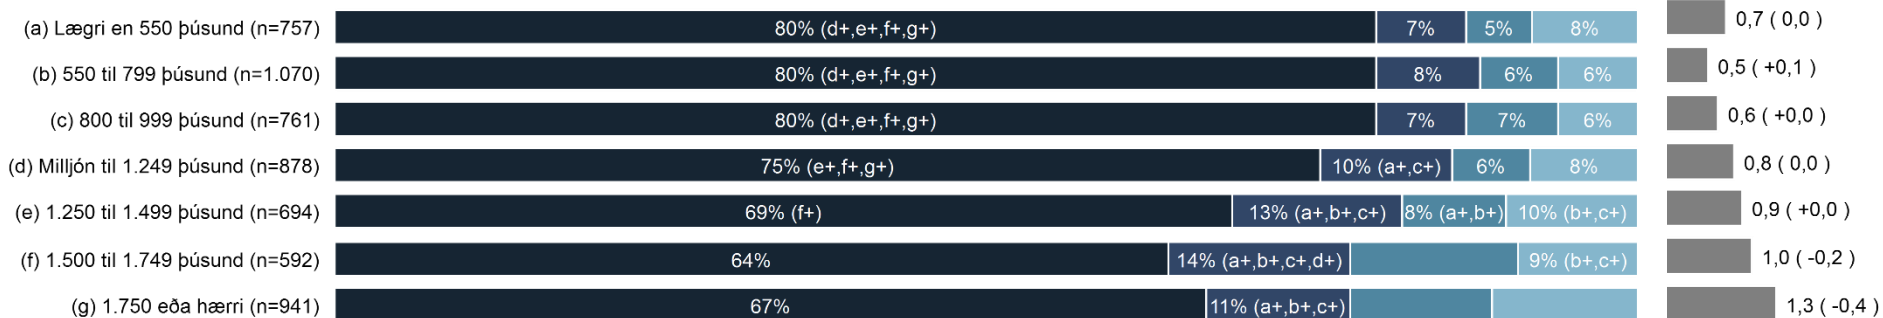 (a) Lægri en 550 þúsund (n=757) 80% (d+,e+,f+,g+) 7% 5% 8% 0,7 ( 0,0 )
(b) 550 til 799 þúsund (n=1.070) 80% (d+,e+,f+,g+) 8% 6% 6% 0,5 ( +0,1 )
(c) 800 til 999 þúsund (n=761) 80% (d+,e+,f+,g+) 7% 7% 6% 0,6 ( +0,0 )
(d) Milljón til 1.249 þúsund (n=878) 75% (e+,f+,g+) 10% (a+,c+) 6% 8% 0,8 ( 0,0 )
(e) 1.250 til 1.499 þúsund (n=694) 69% (f+) 13% (a+,b+,c+) 8% (a+,b+) 10% (b+,c+) 0,9 ( +0,0 )
(f) 1.500 til 1.749 þúsund (n=592) 64% 14% (a+,b+,c+,d+) 9% (b+,c+) 1,0 ( -0,2 )
(g) 1.750 eða hærri (n=941) 67% 11% (a+,b+,c+) 1,3 ( -0,4 )